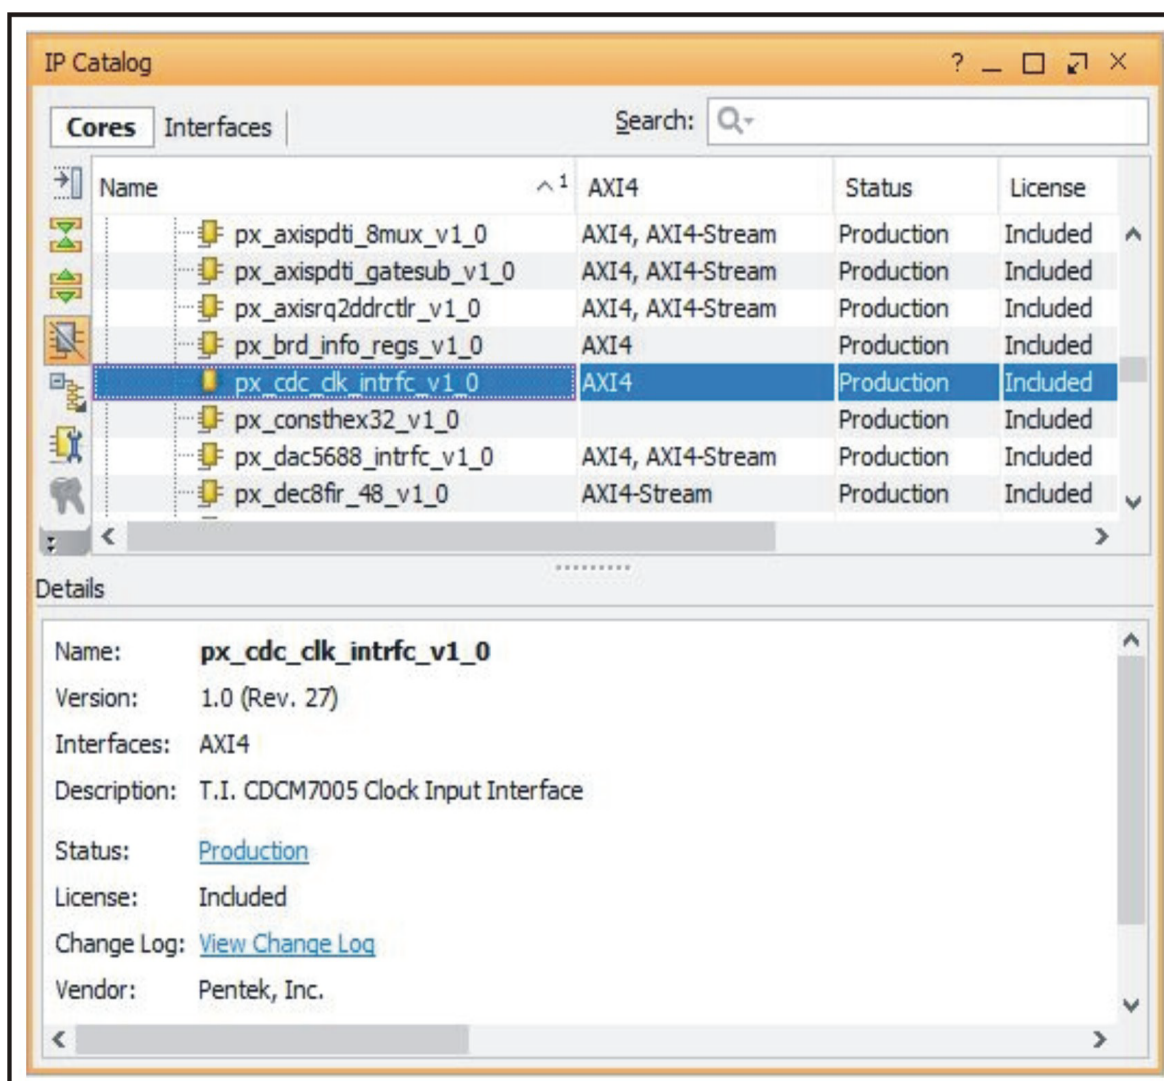 IP Catalog ? _
Cores Interfaces Search:
Name 1 AXI4 Status License
px_axispdti_8mux_v1_0 AXI4, AXI4-Stream Production Included
px_axispdti_gatesub_v1_0 AXI4, AXI4-Stream Production Included
px_axisrq2ddrctlr_v1_0 AXI4, AXI4-Stream Production Included
px_brd_info_regs_v1_0 AXI4 Production Included
px_cdc_clk_intrfc_v1_0 AXI4 Production Included
px_consthex32_v1_0 Production Included
px_dac5688_intrfc_v1_0 AXI4, AXI4-Stream Production Included
px_dec8fir_48_v1_0 AXI4-Stream Production Included
Details
Name: px_cdc_clk_intrfc_v1_0
Version: 1.0 (Rev. 27)
Interfaces: AXI4
Description: T.I. CDCM7005 Clock Input Interface
Status: Production
License: Included
Change Log: View Change Log
Vendor: Pentek, Inc.